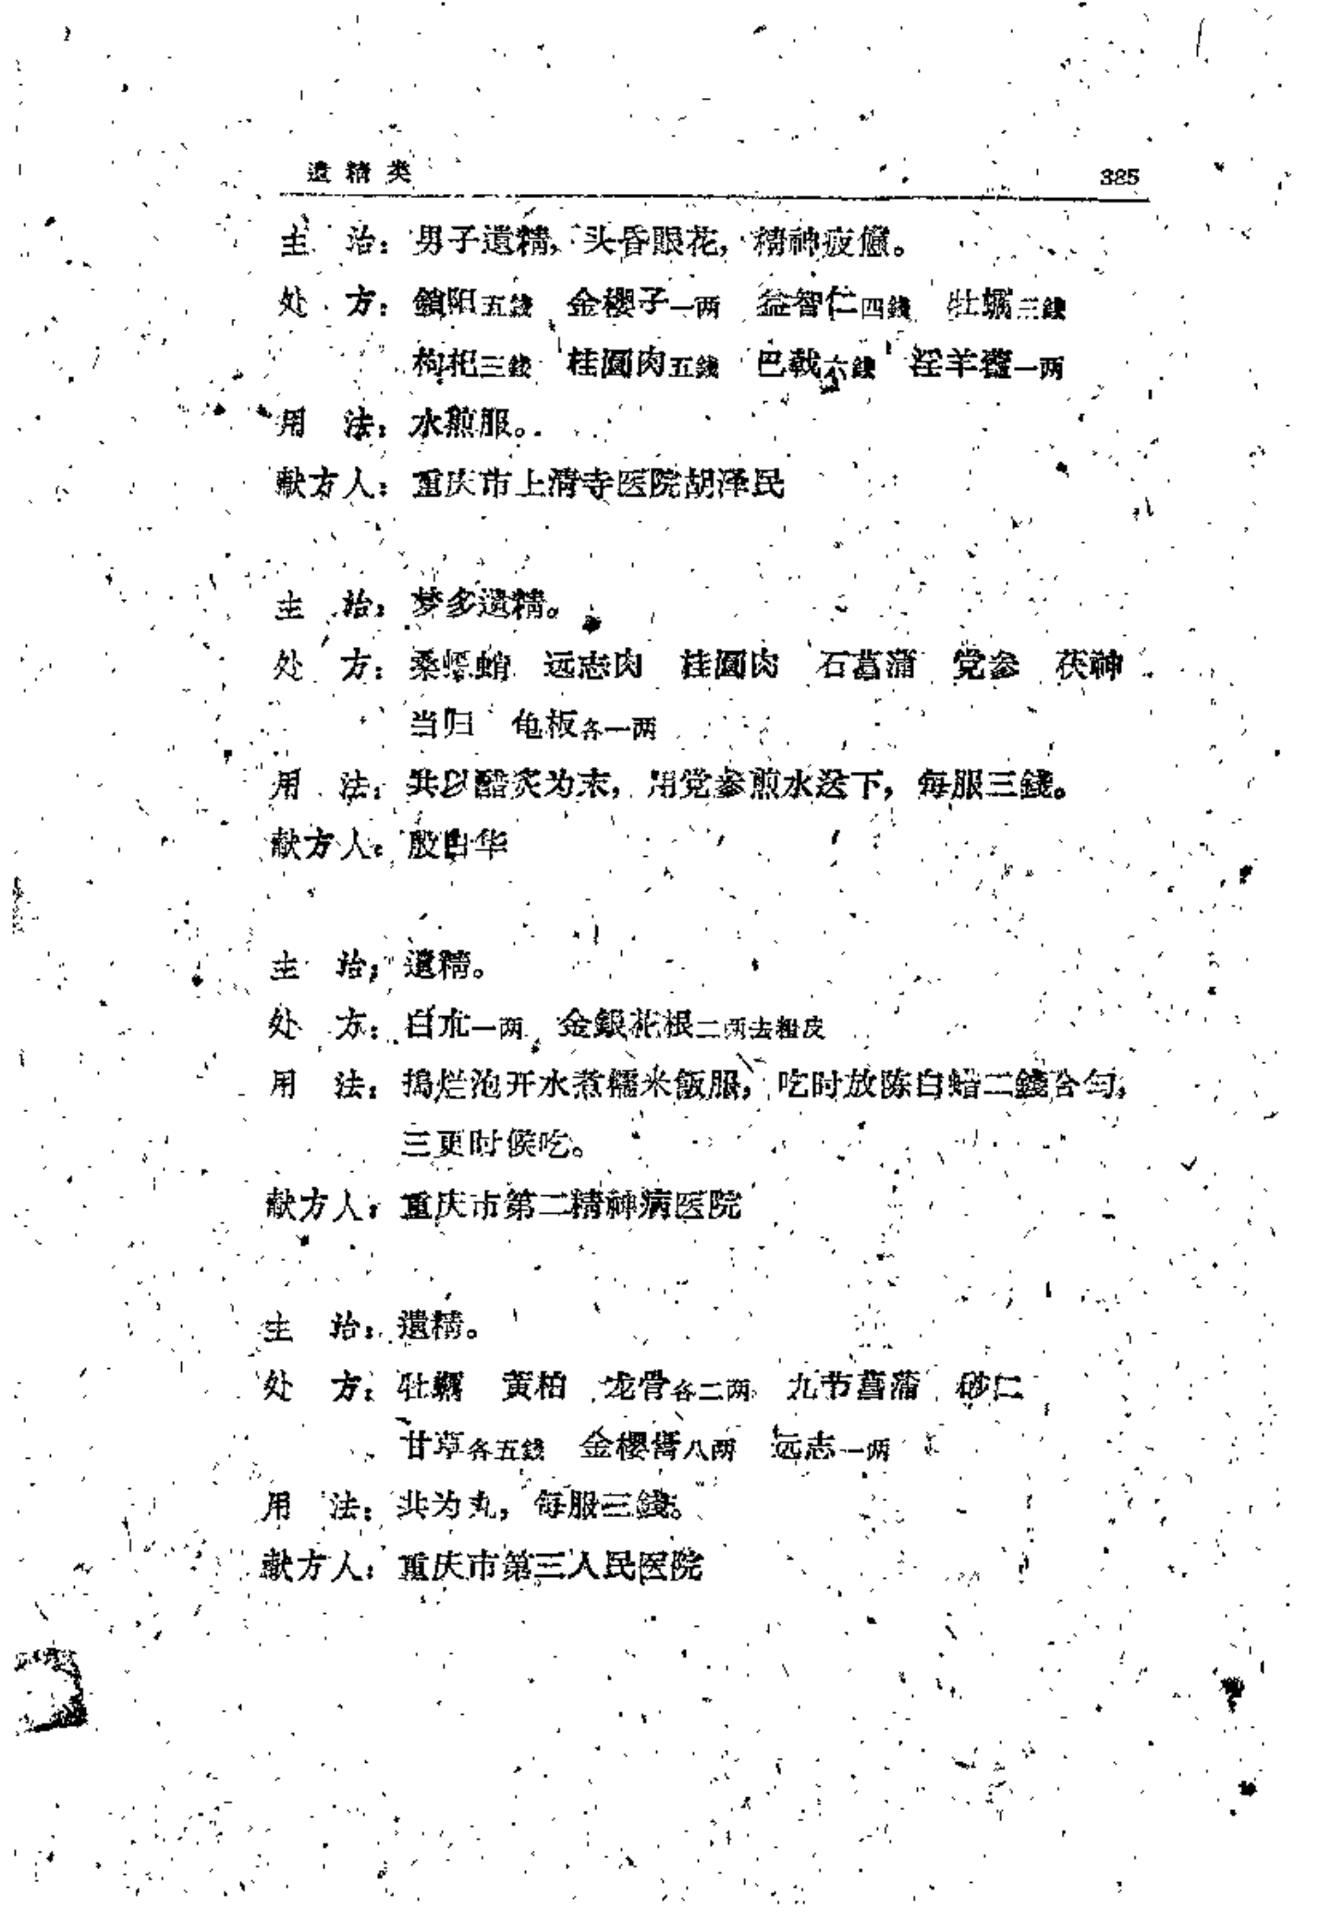 遺精类 325
主 治：男子遺精，头昏眼花，精神疲憊。
处 方：鎖阳五錢 金櫻子一两 益智仁四錢 牡蠣三錢
枸杞三錢 桂圓肉五錢 巴戟六錢 淫羊藿一两
用 法：水煎服。
献方人：重庆市上清寺医院胡泽民
主 治：梦多遺精。
处 方：桑螵蛸 远志肉 桂圓肉 石菖蒲 党参 茯神
当归 龟板各一两
用 法：共以醋炙为末，用党参煎水送下，每服三錢。
献方人：殷自华
主 治：遺精。
处 方：白朮一两 金銀花根二两去粗皮
用 法：搗烂泡开水煮糯米飯服，吃时放陈白蜡二錢合匀，
三更时候吃。
献方人：重庆市第二精神病医院
主 治：遺精。
处 方：牡蠣 黄柏 龙骨各二两 九节菖蒲 砂仁
甘草各五錢 金櫻膏八两 远志一两
用 法：共为丸，每服三錢。
献方人：重庆市第三人民医院